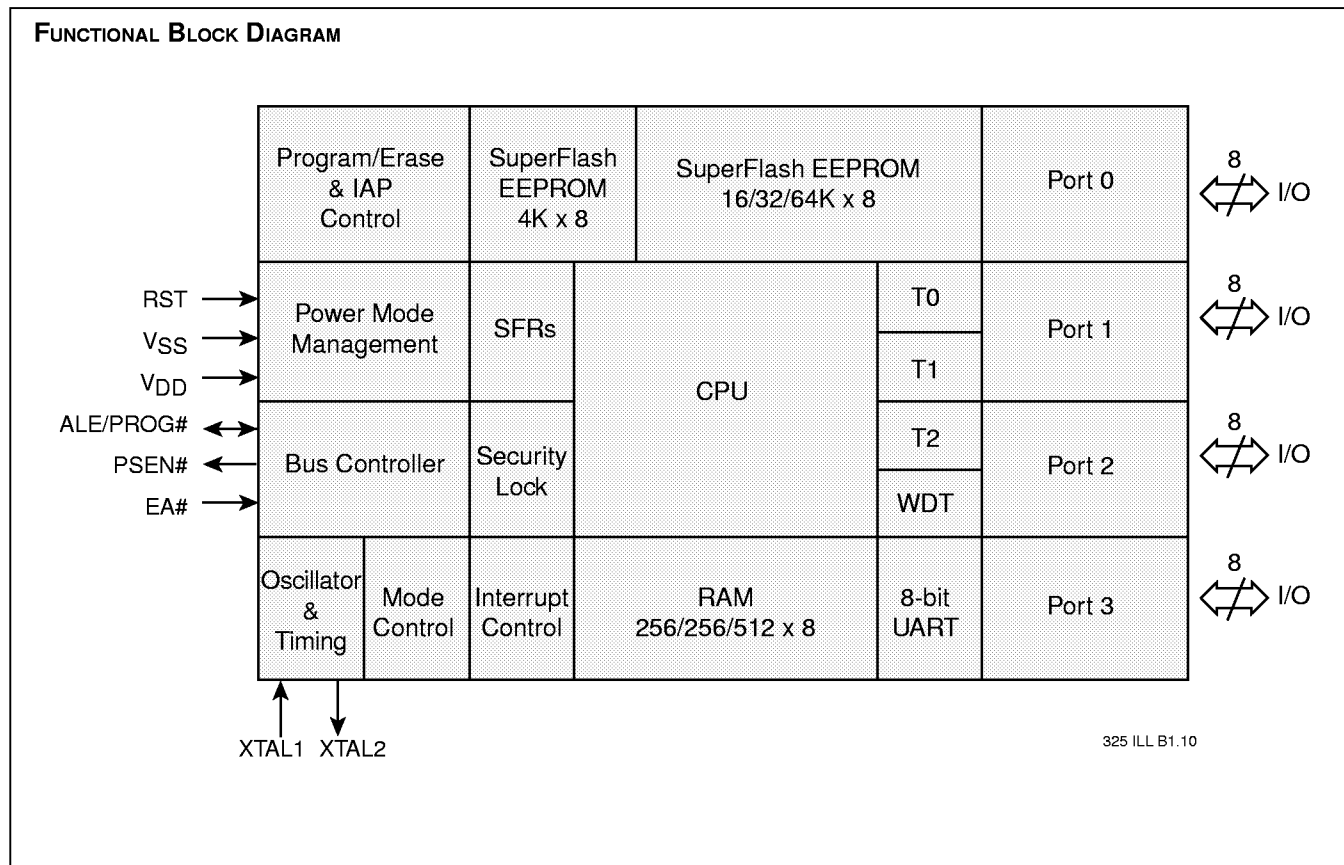 FUNCTIONAL BLOCK DIAGRAM
Program/Erase
& IAP
Control
SuperFlash
EEPROM
4K x 8
SuperFlash EEPROM
16/32/64K x 8
Port 0
8
I/O
RST
VSS
VDD
Power Mode
Management
SFRs
CPU
T0
T1
Port 1
8
I/O
ALE/PROG#
PSEN#
EA#
Bus Controller
Security
Lock
T2
WDT
Port 2
8
I/O
Oscillator
&
Timing
Mode
Control
Interrupt
Control
RAM
256/256/512 x 8
8-bit
UART
Port 3
8
I/O
XTAL1
XTAL2
325 ILL B1.10